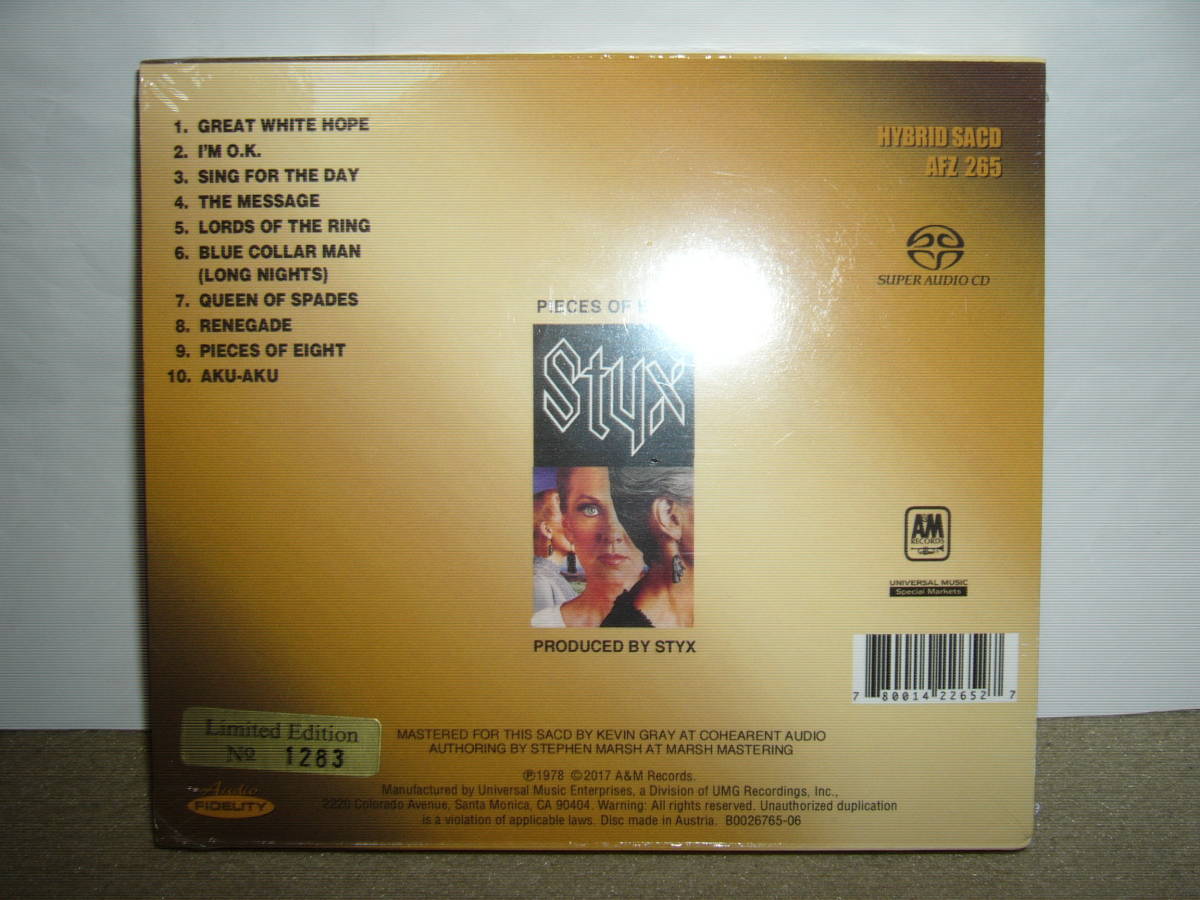 1. GREAT WHITE HOPE
2. I'M O.K.
3. SING FOR THE DAY
4. THE MESSAGE
5. LORDS OF THE RING
6. BLUE COLLAR MAN
(LONG NIGHTS)
7. QUEEN OF SPADES
8. RENEGADE
9. PIECES OF EIGHT
10. AKU-AKU
HYBRID SACD
AFZ 265
SUPER AUDIO CD
PIECES OF
Styx
PRODUCED BY STYX
A&M
RECORDS
UNIVERSAL MUSIC
Special Markets
7 80014 22652 7
Limited Edition
No 1283
Audio
FIDELITY
MASTERED FOR THIS SACD BY KEVIN GRAY AT COHEARENT AUDIO
AUTHORING BY STEPHEN MARSH AT MARSH MASTERING
℗1978 ©2017 A&M Records.
Manufactured by Universal Music Enterprises, a Division of UMG Recordings, Inc.,
2220 Colorado Avenue, Santa Monica, CA 90404. Warning: All rights reserved. Unauthorized duplication
is a violation of applicable laws. Disc made in Austria. B0026765-06